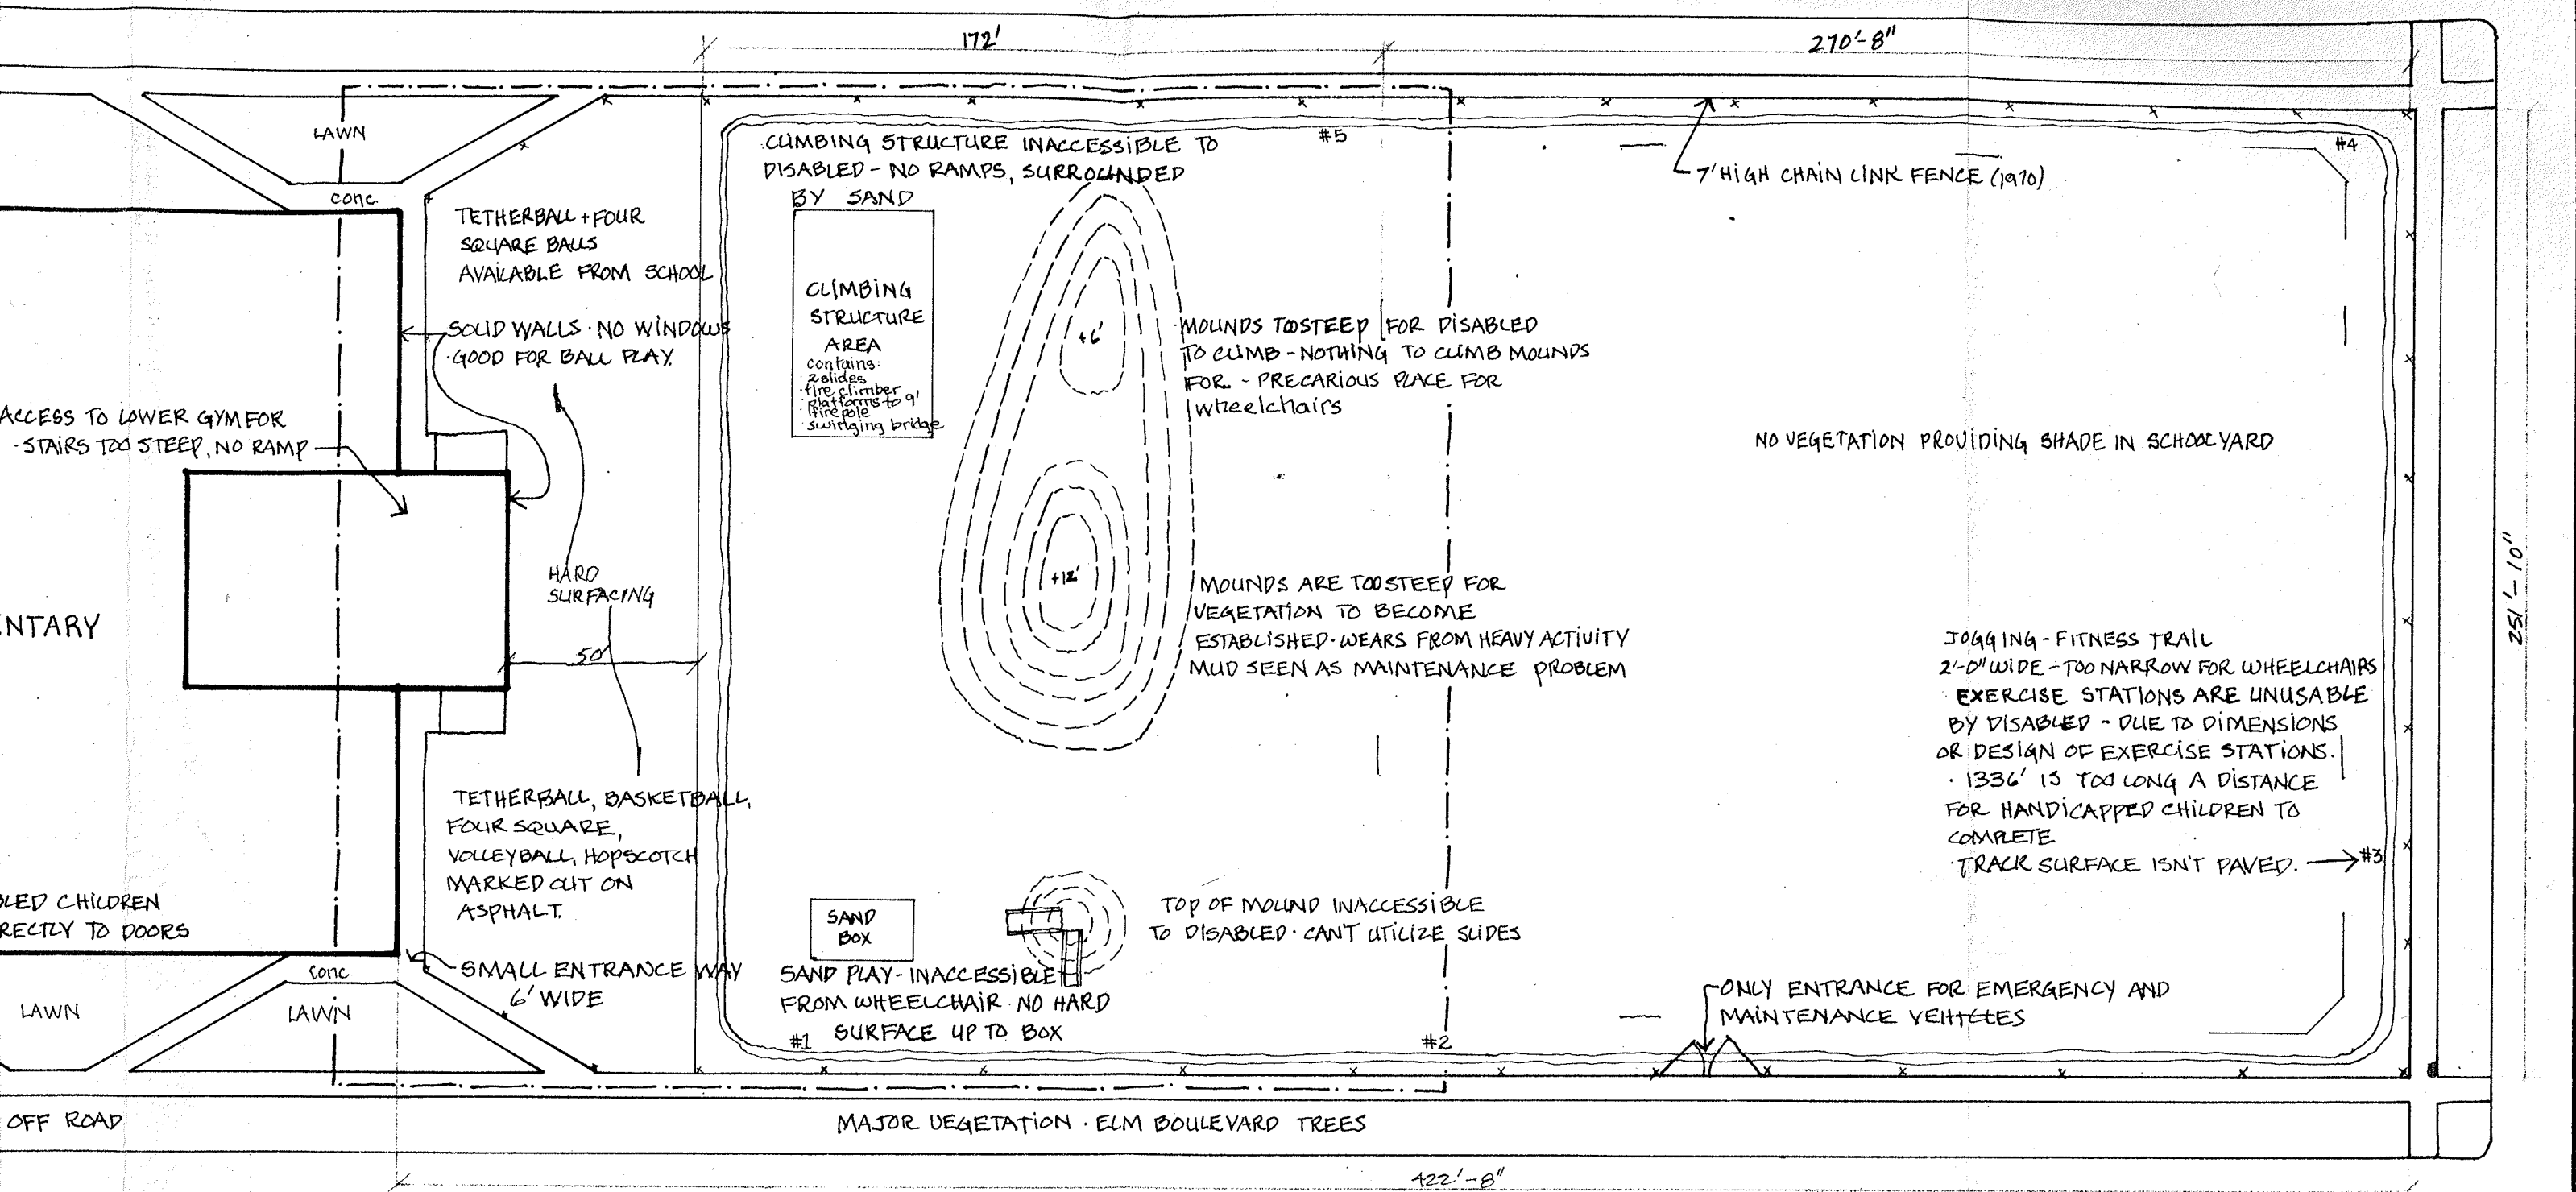 172'
270'-8"
LAWN
conc
CLIMBING STRUCTURE INACCESSIBLE TO
DISABLED - NO RAMPS, SURROUNDED
BY SAND
#5
#4
7' HIGH CHAIN LINK FENCE (1970)
TETHERBALL + FOUR
SQUARE BALLS
AVAILABLE FROM SCHOOL
SOLID WALLS · NO WINDOWS
· GOOD FOR BALL PLAY.
CLIMBING
STRUCTURE
AREA
contains:
· 2 slides
· tire climber
· platforms to 9'
· fire pole
· swinging bridge
+6'
MOUNDS TOO STEEP FOR DISABLED
TO CLIMB - NOTHING TO CLIMB MOUNDS
FOR. - PRECARIOUS PLACE FOR
wheelchairs
ACCESS TO LOWER GYM FOR
- STAIRS TOO STEEP, NO RAMP
NO VEGETATION PROVIDING SHADE IN SCHOOLYARD
HARD
SURFACING
+12'
MOUNDS ARE TOO STEEP FOR
VEGETATION TO BECOME
ESTABLISHED · WEARS FROM HEAVY ACTIVITY
MUD SEEN AS MAINTENANCE PROBLEM
251'-10"
ENTARY
50'
JOGGING - FITNESS TRAIL
2'-0" WIDE - TOO NARROW FOR WHEELCHAIRS
EXERCISE STATIONS ARE UNUSABLE
BY DISABLED - DUE TO DIMENSIONS
OR DESIGN OF EXERCISE STATIONS.
· 1336' IS TOO LONG A DISTANCE
FOR HANDICAPPED CHILDREN TO
COMPLETE
· TRACK SURFACE ISN'T PAVED.
#3
TETHERBALL, BASKETBALL,
FOUR SQUARE,
VOLLEYBALL, HOPSCOTCH
MARKED OUT ON
ASPHALT.
BLED CHILDREN
RECTLY TO DOORS
SAND
BOX
TOP OF MOUND INACCESSIBLE
TO DISABLED · CAN'T UTILIZE SLIDES
conc
SMALL ENTRANCE WAY
6' WIDE
SAND PLAY - INACCESSIBLE
FROM WHEELCHAIR · NO HARD
SURFACE UP TO BOX
LAWN
LAWN
ONLY ENTRANCE FOR EMERGENCY AND
MAINTENANCE VEHICLES
#1
#2
OFF ROAD
MAJOR VEGETATION · ELM BOULEVARD TREES
422'-8"